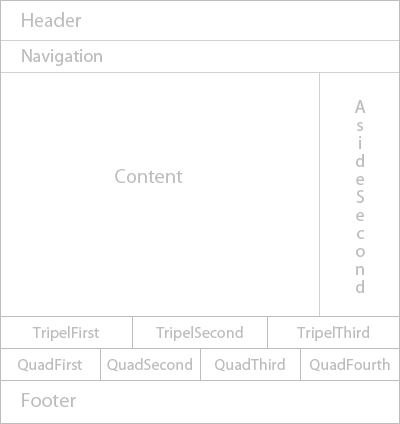 Header
Navigation
Content
AsideSecond
TripelFirst TripelSecond TripelThird
QuadFirst QuadSecond QuadThird QuadFourth
Footer